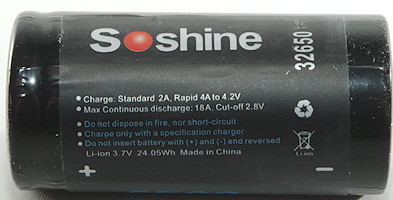 Soshine
32650
Charge: Standard 2A, Rapid 4A to 4.2V
Max Continuous discharge: 18A, Cut-off 2.8V
Do not dispose in fire, nor short-circuit
Charge only with a specification charger
Do not insert battery with (+) and (-) end reversed
Li-ion 3.7V 24.05Wh Made in China
Li-ion
+ -